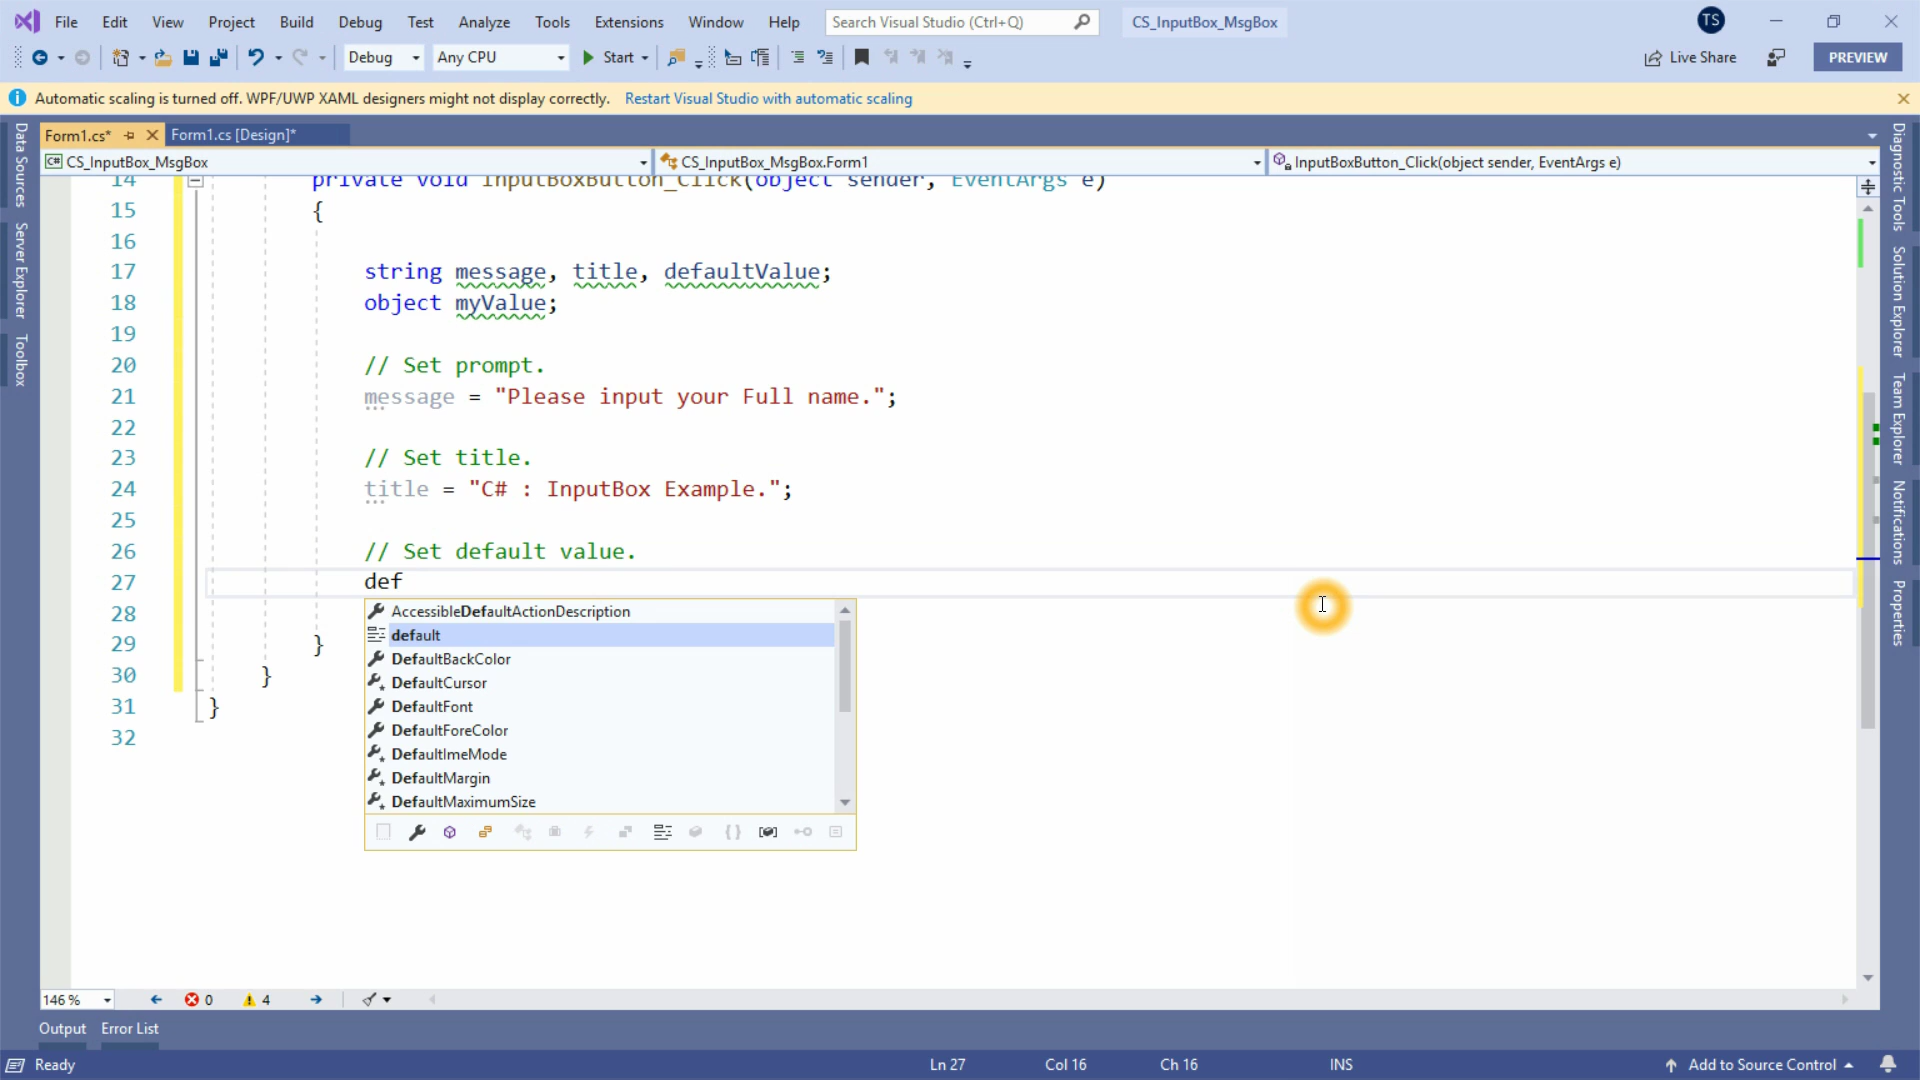 File Edit View Project Build Debug Test Analyze Tools Extensions Window Help Search Visual Studio (Ctrl+Q) CS_InputBox_MsgBox TS
Debug Any CPU Start Live Share PREVIEW
Automatic scaling is turned off. WPF/UWP XAML designers might not display correctly. Restart Visual Studio with automatic scaling
Form1.cs* Form1.cs [Design]*
C# CS_InputBox_MsgBox CS_InputBox_MsgBox.Form1 InputBoxButton_Click(object sender, EventArgs e)
Data Sources
Server Explorer
Toolbox
14 private void InputBoxButton_Click(object sender, EventArgs e)
15 {
16
17 string message, title, defaultValue;
18 object myValue;
19
20 // Set prompt.
21 message = "Please input your Full name.";
22
23 // Set title.
24 title = "C# : InputBox Example.";
25
26 // Set default value.
27 def
28
29 }
30 }
31 }
32
AccessibleDefaultActionDescription
default
DefaultBackColor
DefaultCursor
DefaultFont
DefaultForeColor
DefaultImeMode
DefaultMargin
DefaultMaximumSize
Diagnostic Tools
Solution Explorer
Team Explorer
Notifications
Properties
146 % 0 4
Output Error List
Ready Ln 27 Col 16 Ch 16 INS Add to Source Control